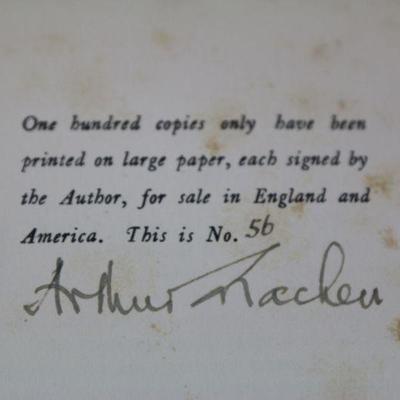 One hundred copies only have been
printed on large paper, each signed by
the Author, for sale in England and
America. This is No. 56
Arthur Machen